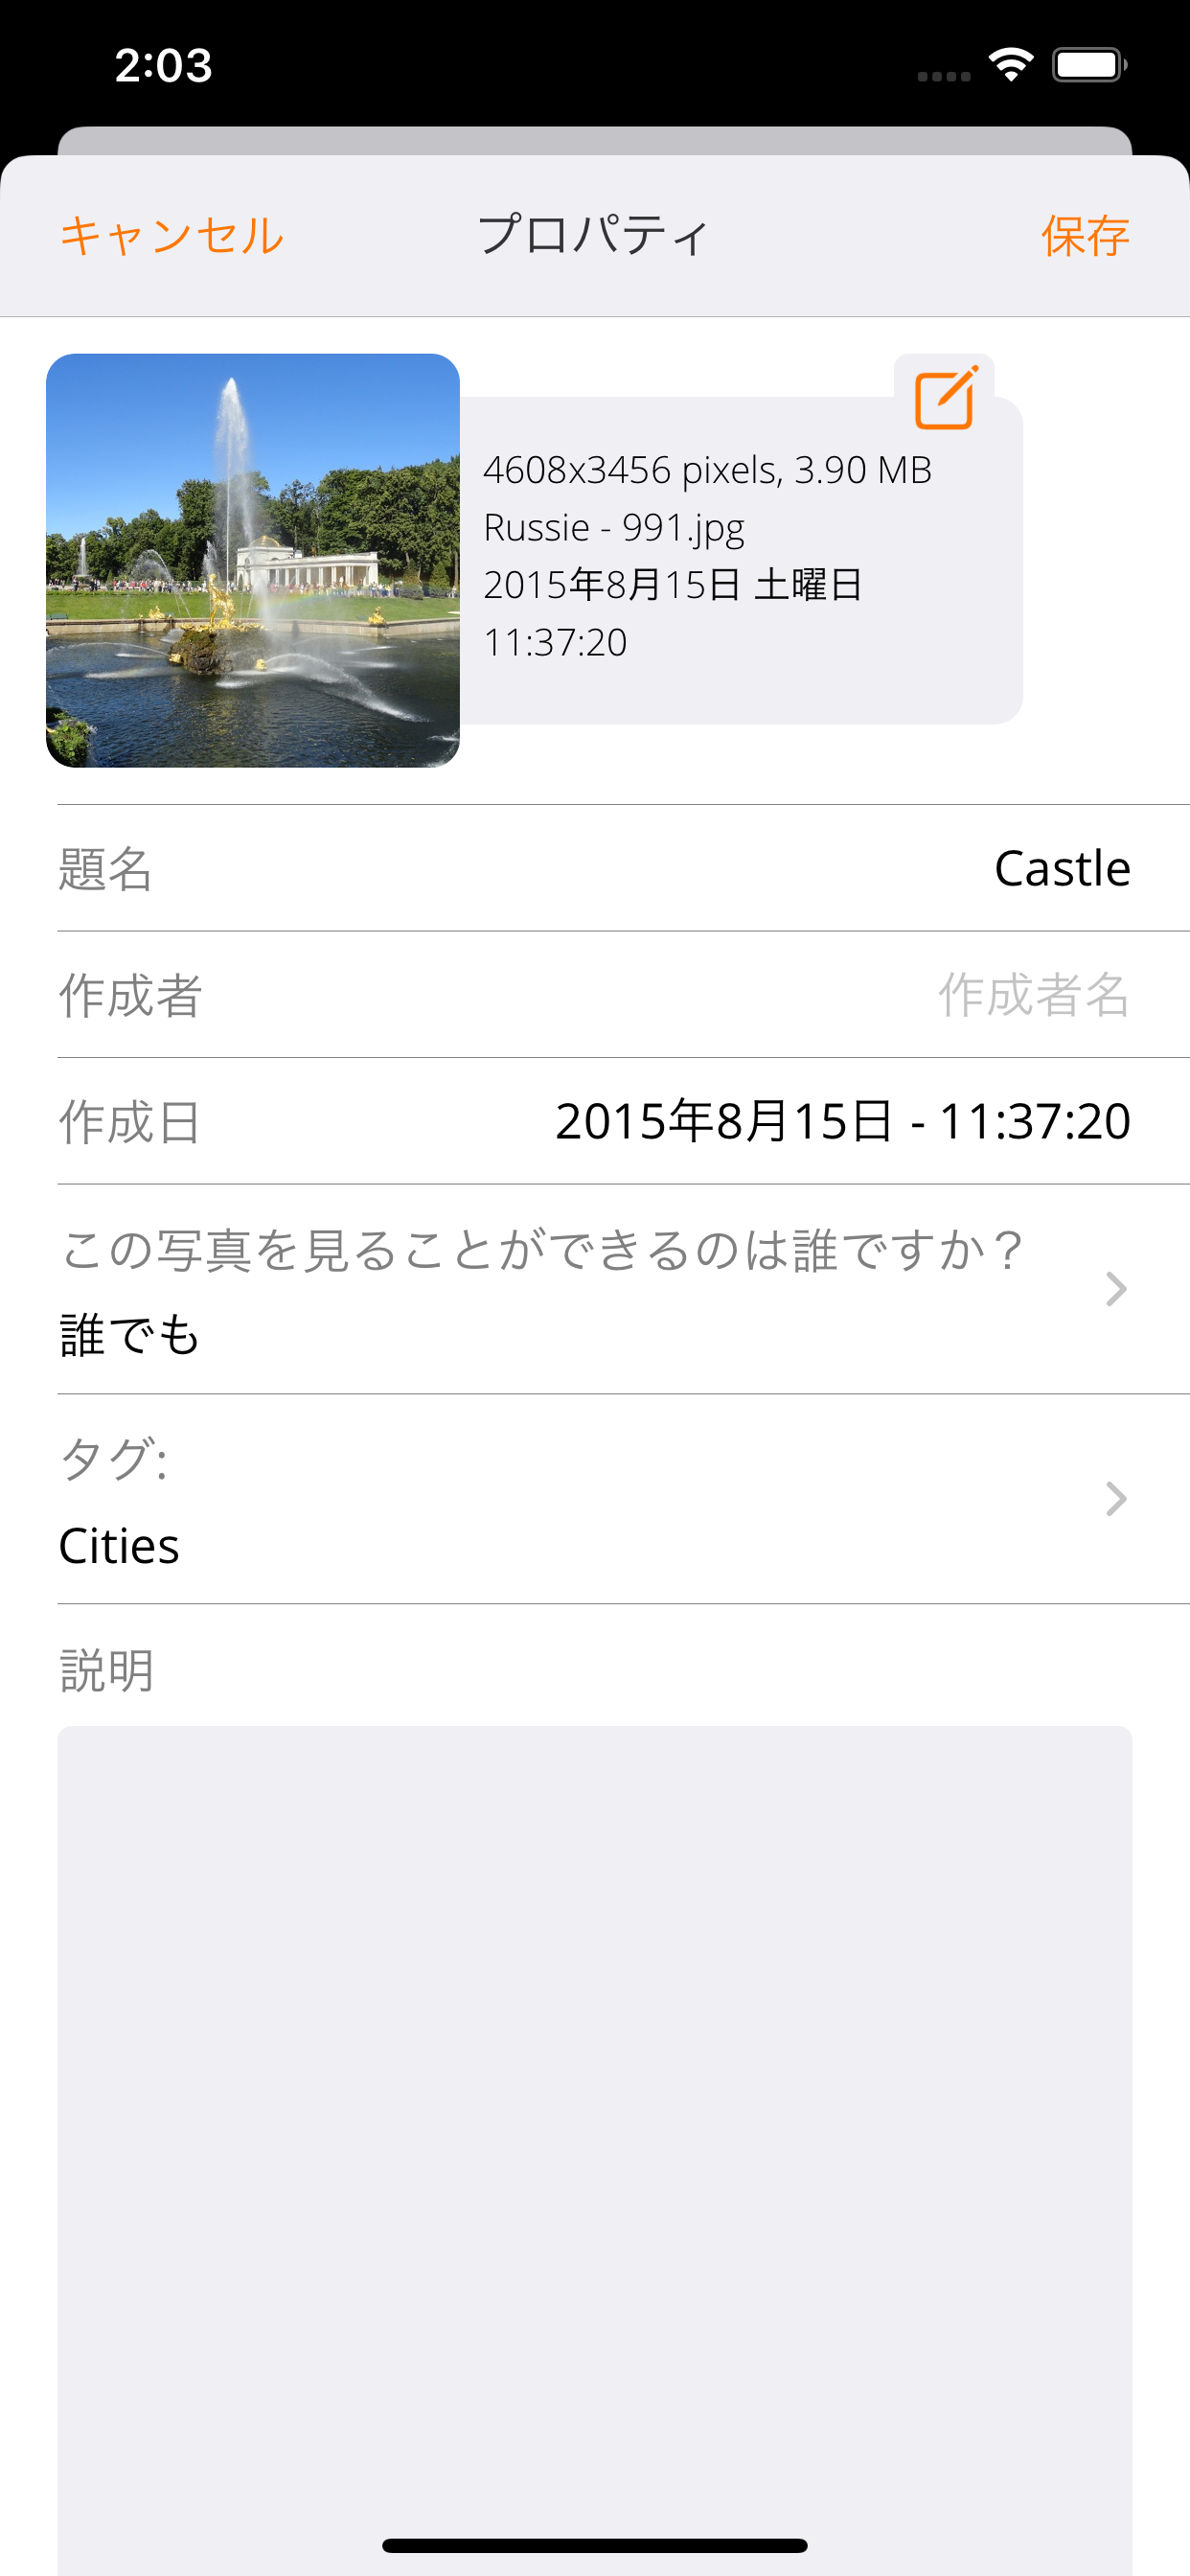 2:03
キャンセル プロパティ 保存
4608x3456 pixels, 3.90 MB
Russie - 991.jpg
2015年8月15日 土曜日
11:37:20
題名 Castle
作成者 作成者名
作成日 2015年8月15日 - 11:37:20
この写真を見ることができるのは誰ですか？
誰でも
タグ:
Cities
説明